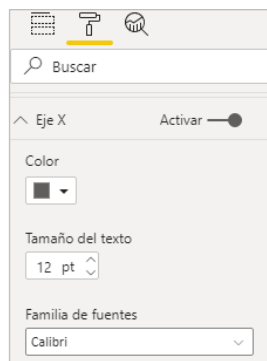 Buscar
Eje X Activar
Color
Tamaño del texto
12 pt
Familia de fuentes
Calibri